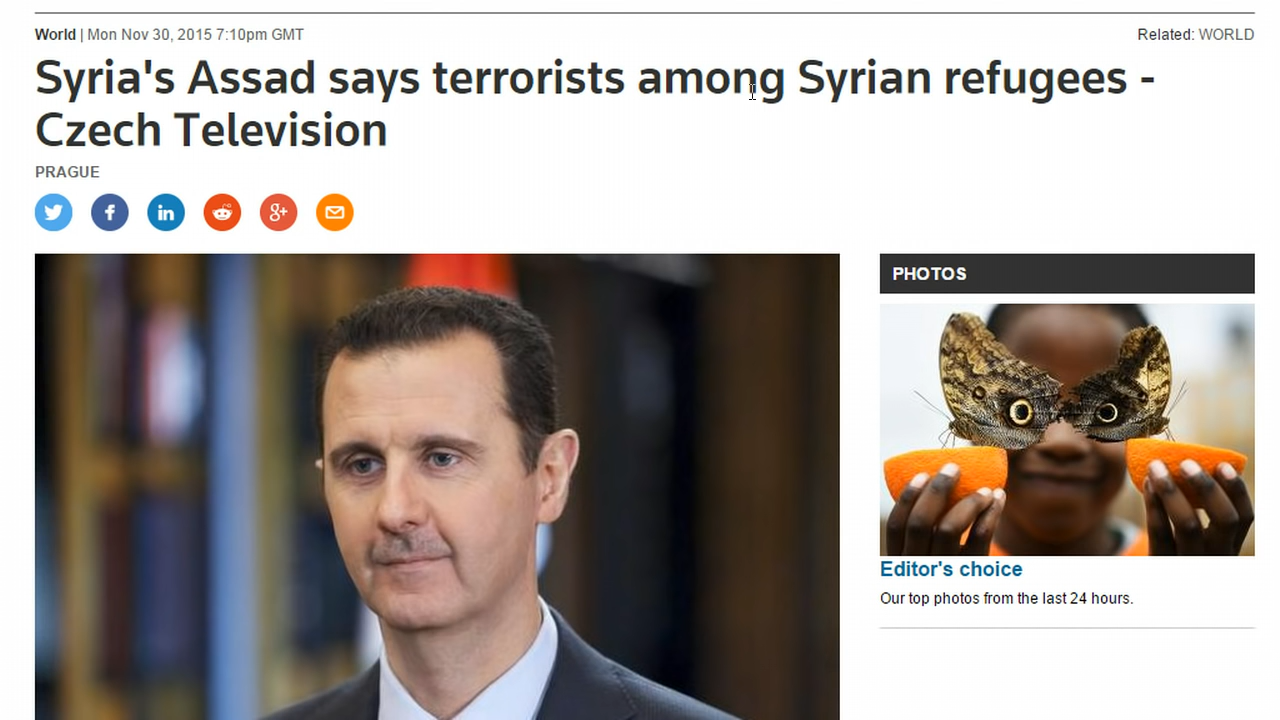 World | Mon Nov 30, 2015 7:10pm GMT
Related: WORLD
Syria's Assad says terrorists among Syrian refugees -
Czech Television
PRAGUE
f
in
g+
PHOTOS
Editor's choice
Our top photos from the last 24 hours.